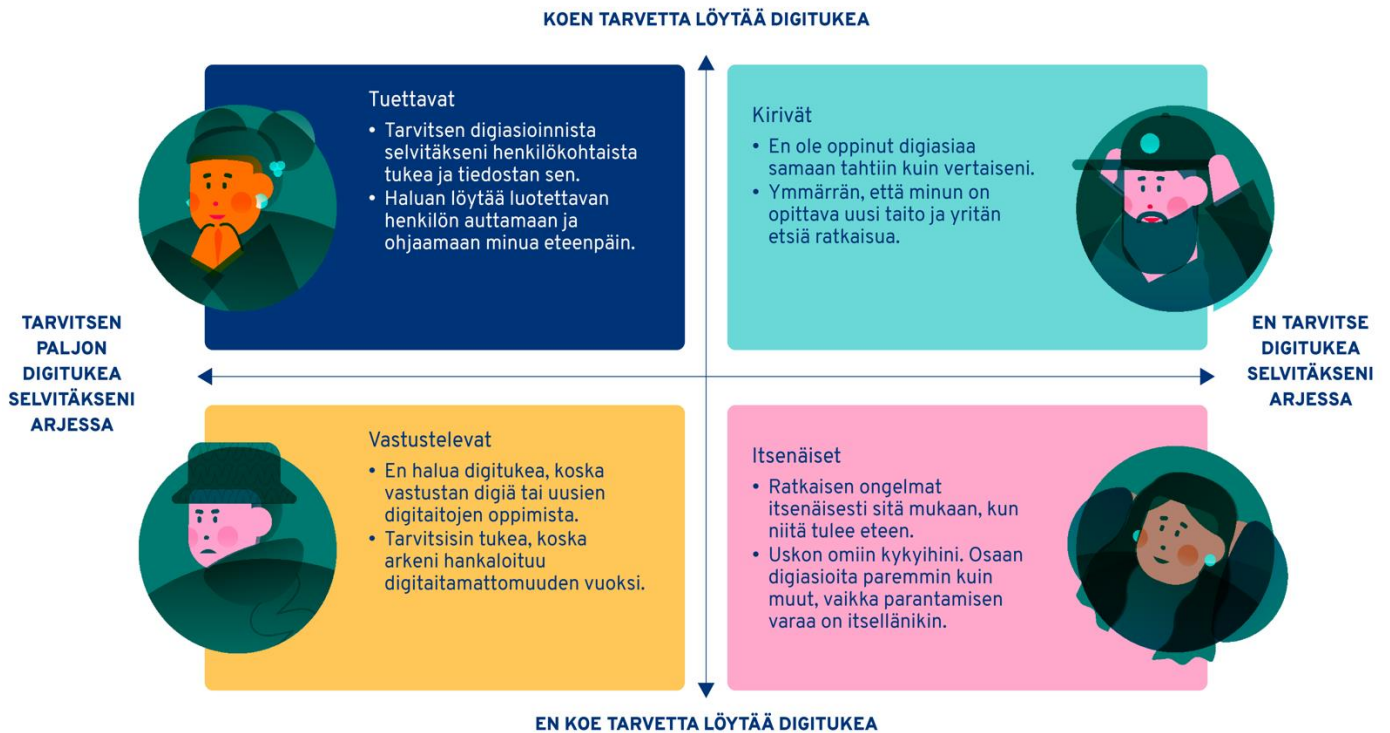 KOEN TARVETTA LÖYTÄÄ DIGITUKEA
Tuettavat
• Tarvitsen digiasioinnista
selvitäkseni henkilökohtaista
tukea ja tiedostan sen.
• Haluan löytää luotettavan
henkilön auttamaan ja
ohjaamaan minua eteenpäin.
Kirivät
• En ole oppinut digiasiaa
samaan tahtiin kuin vertaiseni.
• Ymmärrän, että minun on
opittava uusi taito ja yritän
etsiä ratkaisua.
TARVITSEN
PALJON
DIGITUKEA
SELVITÄKSENI
ARJESSA
EN TARVITSE
DIGITUKEA
SELVITÄKSENI
ARJESSA
Vastustelevat
• En halua digitukea, koska
vastustan digiä tai uusien
digitaitojen oppimista.
• Tarvitsisin tukea, koska
arkeni hankaloituu
digitaitamattomuuden vuoksi.
Itsenäiset
• Ratkaisen ongelmat
itsenäisesti sitä mukaan, kun
niitä tulee eteen.
• Uskon omiin kykyihini. Osaan
digiasioita paremmin kuin
muut, vaikka parantamisen
varaa on itsellänikin.
EN KOE TARVETTA LÖYTÄÄ DIGITUKEA